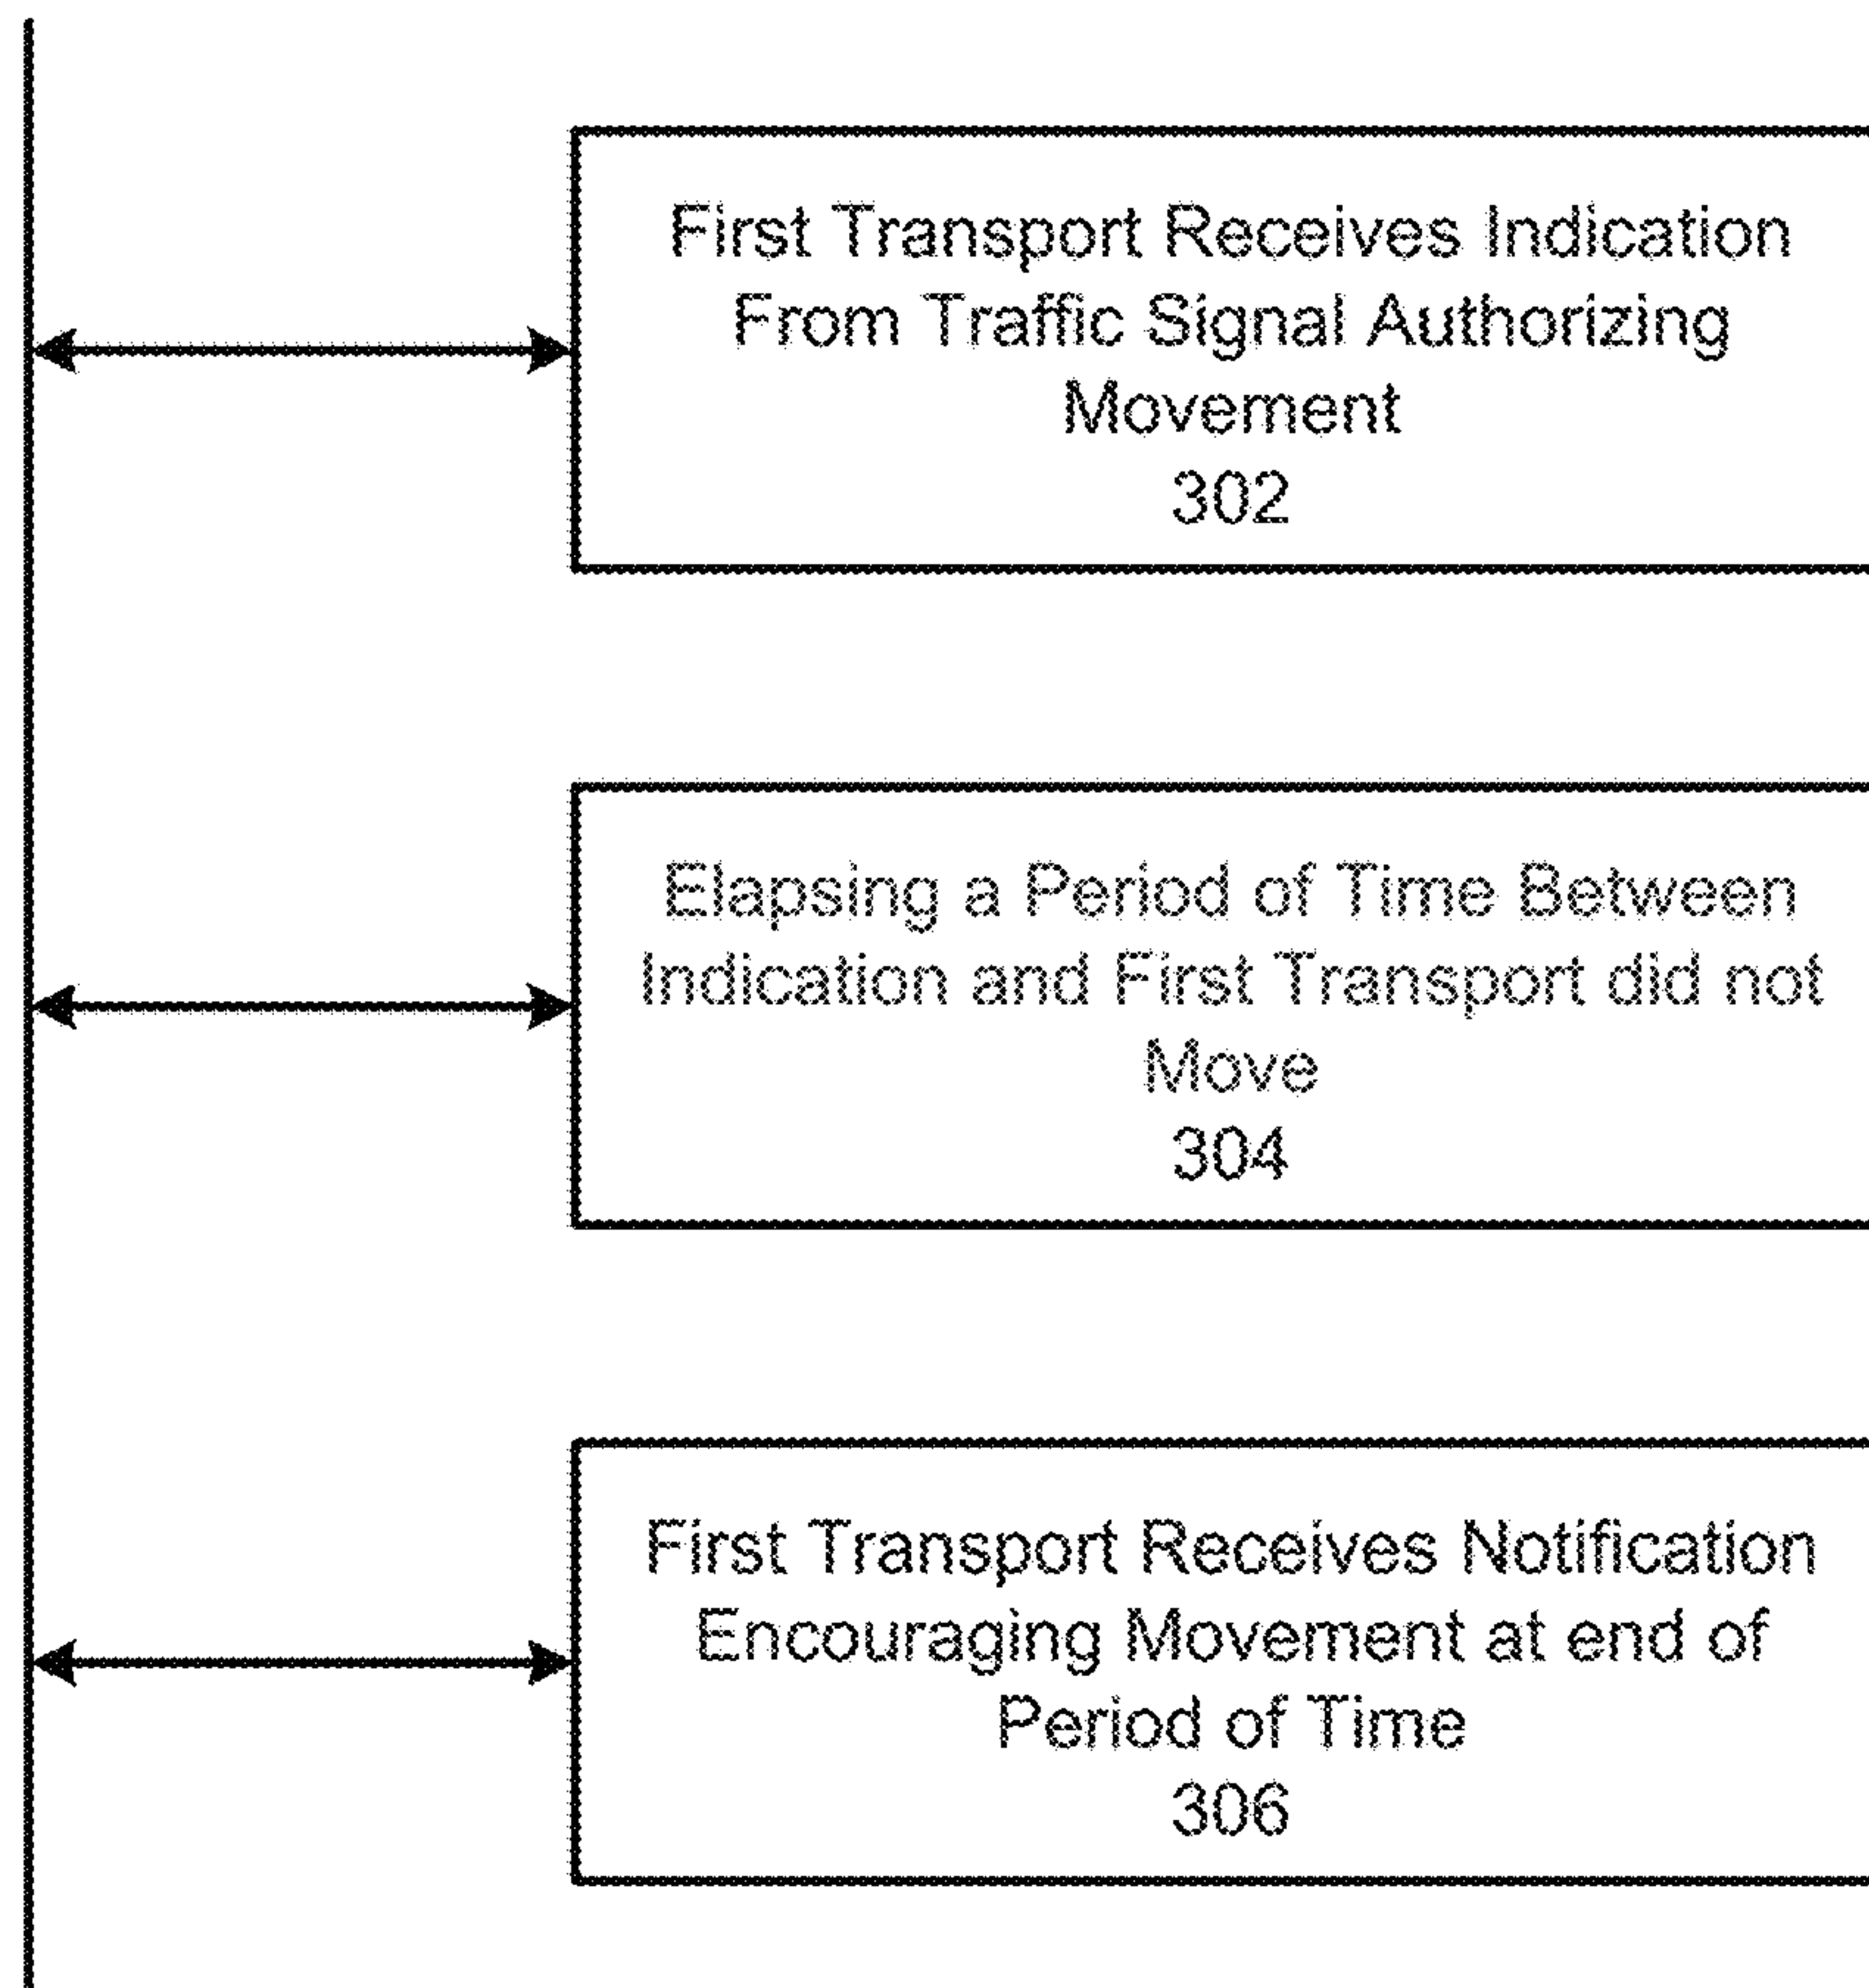 First Transport Receives Indication
From Traffic Signal Authorizing
Movement
302
Elapsing a Period of Time Between
Indication and First Transport did not
Move
304
First Transport Receives Notification
Encouraging Movement at end of
Period of Time
306